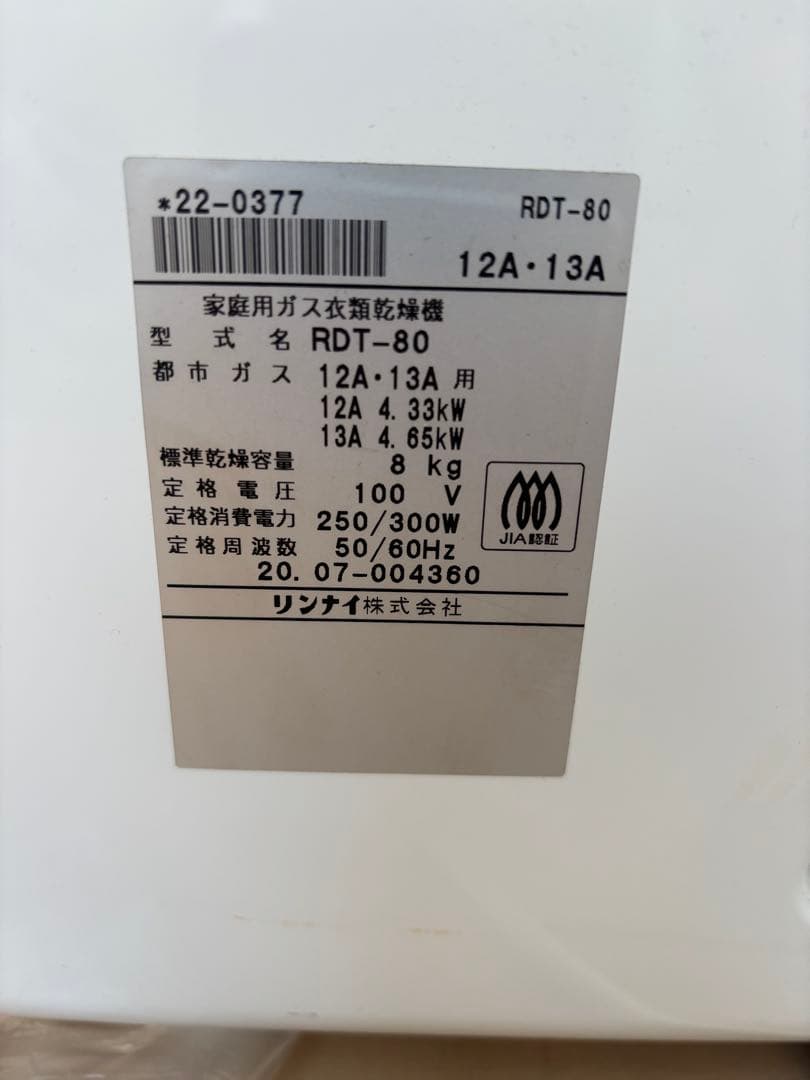 *22-0377 RDT-80
12A・13A
家庭用ガス衣類乾燥機
型式名 RDT-80
都市ガス 12A・13A用
12A 4.33kW
13A 4.65kW
標準乾燥容量 8 kg
定格電圧 100 V
定格消費電力 250/300W
定格周波数 50/60Hz
JIA認証
20.07-004360
リンナイ株式会社